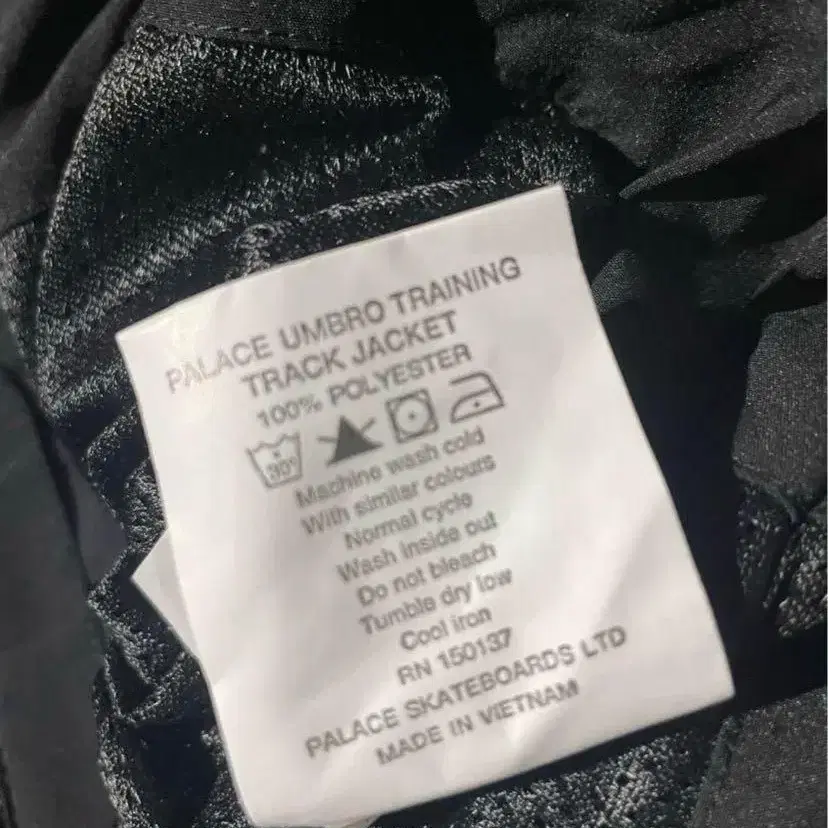 PALACE UMBRO TRAINING
TRACK JACKET
100% POLYESTER
30°
Machine wash cold
With similar colours
Normal cycle
Wash inside out
Do not bleach
Tumble dry low
Cool iron
RN 150137
PALACE SKATEBOARDS LTD
MADE IN VIETNAM